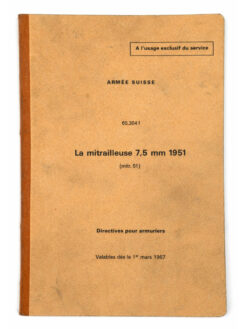 A l'usage exclusif du service
ARMÉE SUISSE
65.304 f
La mitrailleuse 7,5 mm 1951
(mitr. 51)
Directives pour armuriers
Valables dès le 1er mars 1967